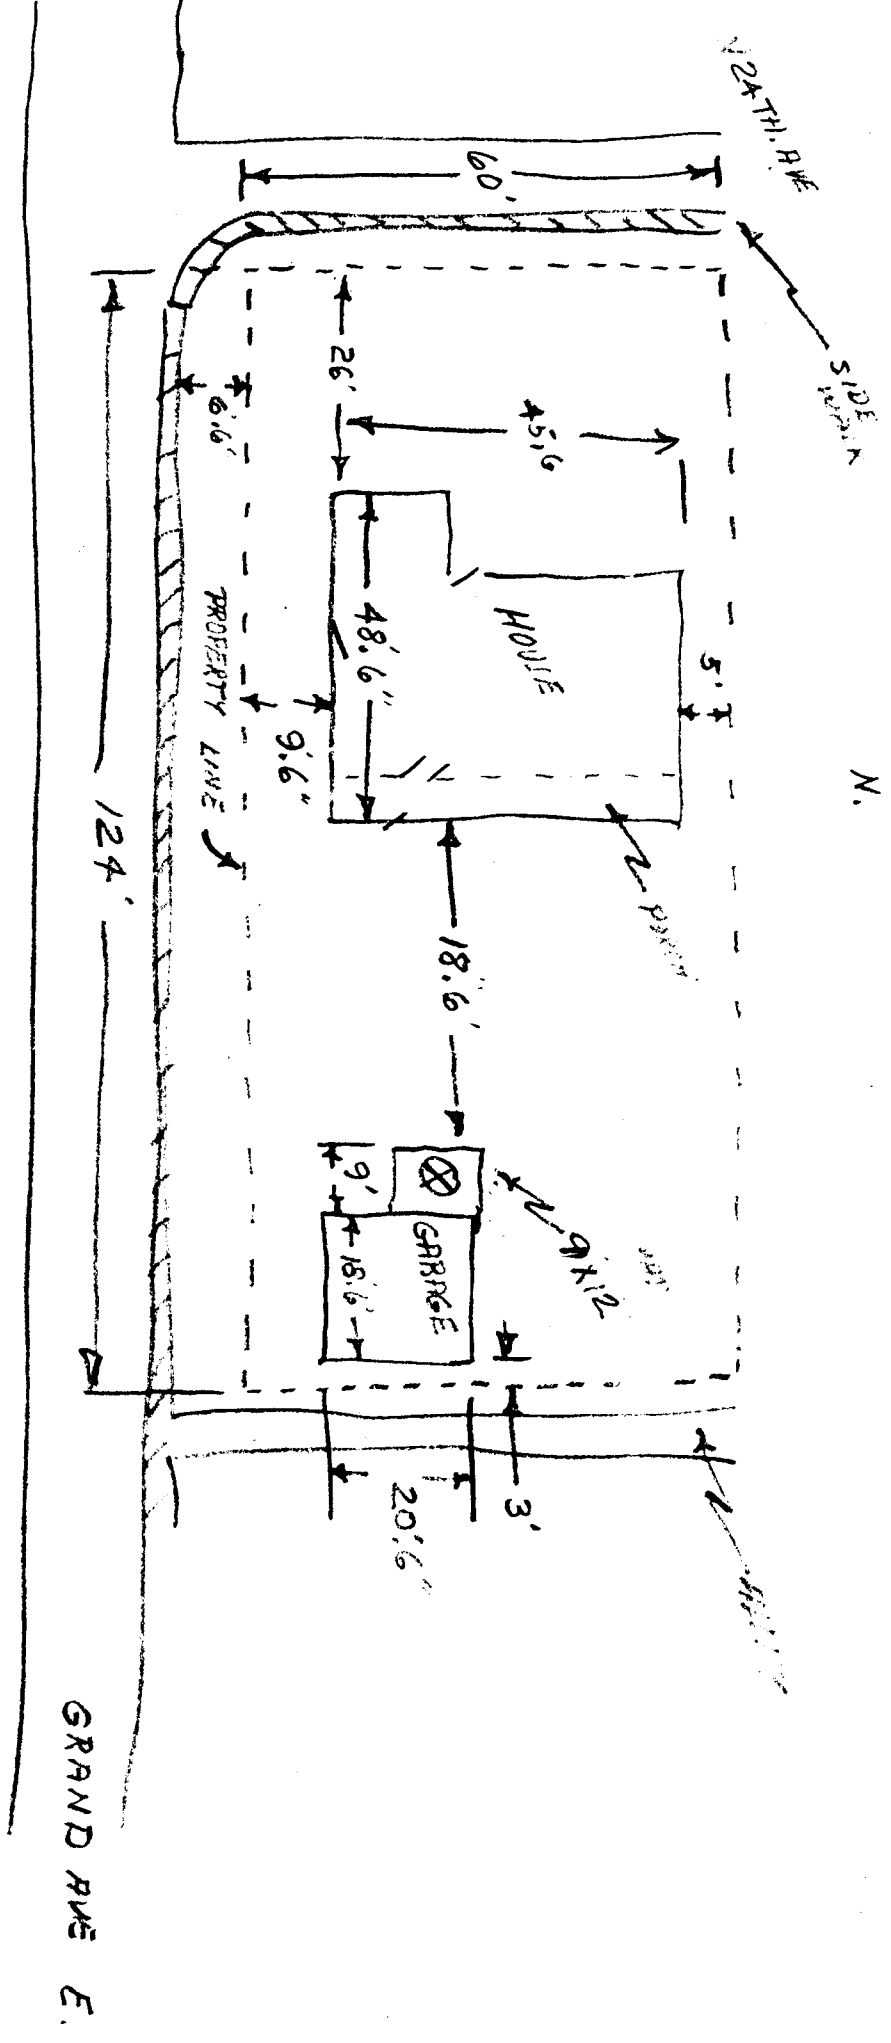 N.
24TH. AVE
SIDE
60'
26'
45,6
HOUSE
5'
48'.6"
6'.6'
PROPERTY LINE
9'.6"
18'.6'
9'
GARAGE
18'.6'
9X12
3'
20'.6"
124'
GRAND AVE E.